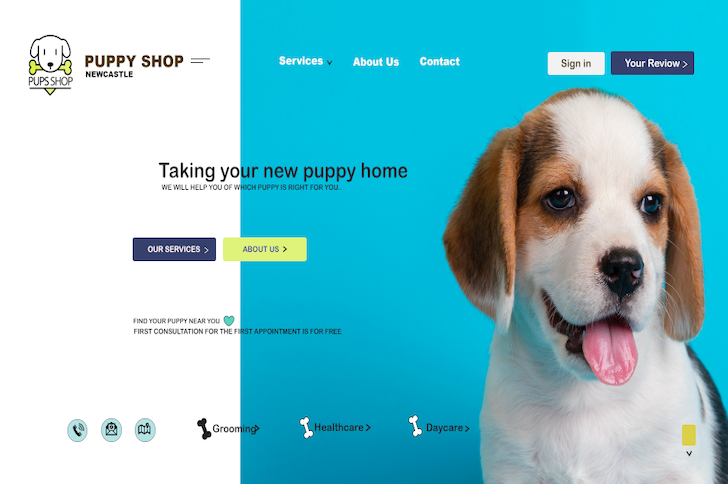 PUPPY SHOP
NEWCASTLE
PUPS SHOP
Services
About Us
Contact
Sign in
Your Reviow
Taking your new puppy home
WE WILL HELP YOU OF WHICH PUPPY IS RIGHT FOR YOU..
OUR SERVICES
ABOUT US
FIND YOUR PUPPY NEAR YOU
FIRST CONSULTATION FOR THE FIRST APPOINTMENT IS FOR FREE
Grooming
Healthcare
Daycare